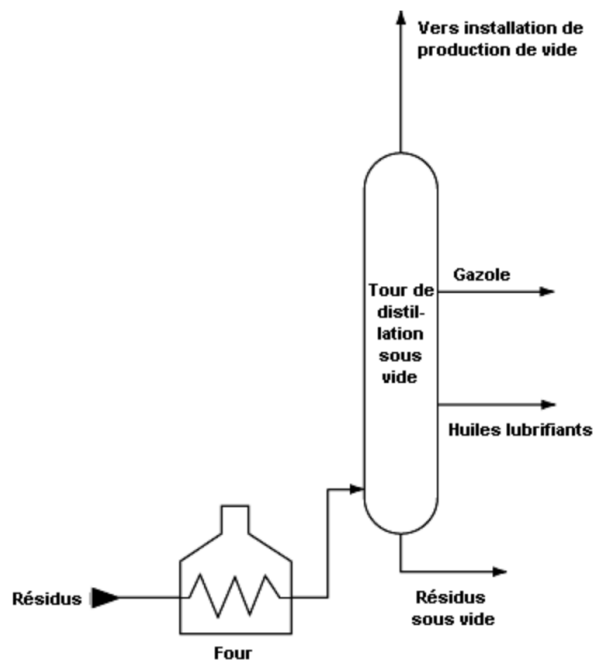 Vers installation de
production de vide
Gazole
Tour de
distil-
lation
sous
vide
Huiles lubrifiants
Résidus
Résidus
sous vide
Four